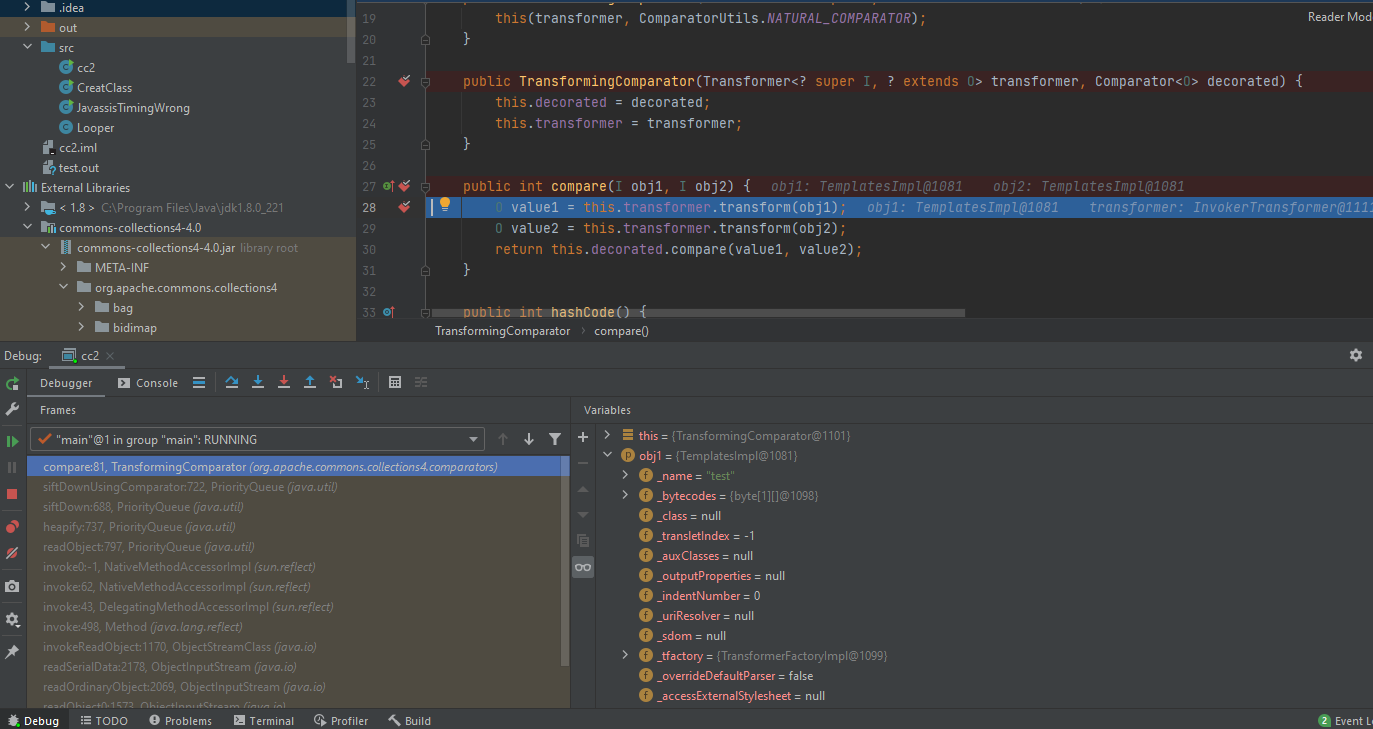 .idea
out
src
cc2
CreatClass
JavassisTimingWrong
Looper
cc2.iml
test.out
External Libraries
< 1.8 > C:\Program Files\Java\jdk1.8.0_221
commons-collections4-4.0
commons-collections4-4.0.jar library root
META-INF
org.apache.commons.collections4
bag
bidimap
Reader Mode
19 this(transformer, ComparatorUtils.NATURAL_COMPARATOR);
20 }
21
22 public TransformingComparator(Transformer<? super I, ? extends O> transformer, Comparator<O> decorated) {
23 this.decorated = decorated;
24 this.transformer = transformer;
25 }
26
27 public int compare(I obj1, I obj2) { obj1: TemplatesImpl@1081 obj2: TemplatesImpl@1081
28 O value1 = this.transformer.transform(obj1); obj1: TemplatesImpl@1081 transformer: InvokerTransformer@111
29 O value2 = this.transformer.transform(obj2);
30 return this.decorated.compare(value1, value2);
31 }
32
33 public int hashCode() {
TransformingComparator > compare()
Debug: cc2
Debugger Console
Frames
"main"@1 in group "main": RUNNING
compare:81, TransformingComparator (org.apache.commons.collections4.comparators)
siftDownUsingComparator:722, PriorityQueue (java.util)
siftDown:688, PriorityQueue (java.util)
heapify:737, PriorityQueue (java.util)
readObject:797, PriorityQueue (java.util)
invoke0:-1, NativeMethodAccessorImpl (sun.reflect)
invoke:62, NativeMethodAccessorImpl (sun.reflect)
invoke:43, DelegatingMethodAccessorImpl (sun.reflect)
invoke:498, Method (java.lang.reflect)
invokeReadObject:1170, ObjectStreamClass (java.io)
readSerialData:2178, ObjectInputStream (java.io)
readOrdinaryObject:2069, ObjectInputStream (java.io)
readObject0:1573, ObjectInputStream (java.io)
Variables
this = {TransformingComparator@1101}
obj1 = {TemplatesImpl@1081}
_name = "test"
_bytecodes = {byte[1][]@1098}
_class = null
_transletIndex = -1
_auxClasses = null
_outputProperties = null
_indentNumber = 0
_uriResolver = null
_sdom = null
_tfactory = {TransformerFactoryImpl@1099}
_overrideDefaultParser = false
_accessExternalStylesheet = null
Debug TODO Problems Terminal Profiler Build
2 Event L